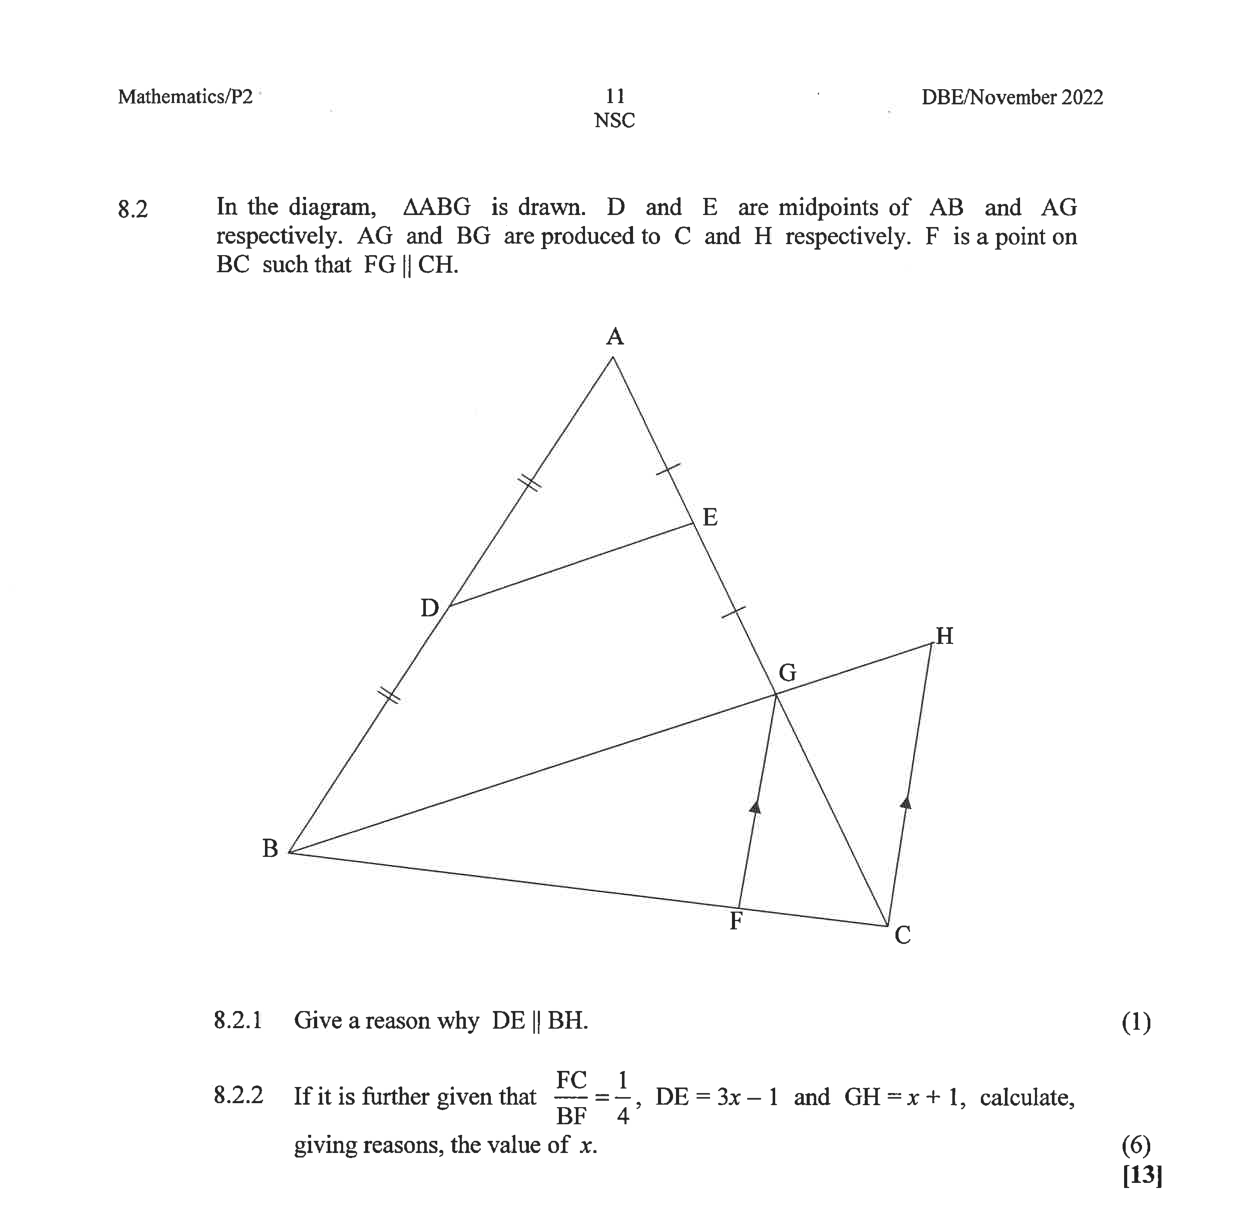 Mathematics/P2
11
DBE/November 2022
NSC
8.2 In the diagram, ΔABG is drawn. D and E are midpoints of AB and AG
respectively. AG and BG are produced to C and H respectively. F is a point on
BC such that FG || CH.
A
E
D
H
G
B
F
C
8.2.1 Give a reason why DE || BH. (1)
8.2.2 If it is further given that FC/BF = 1/4, DE = 3x – 1 and GH = x + 1, calculate,
giving reasons, the value of x. (6)
[13]